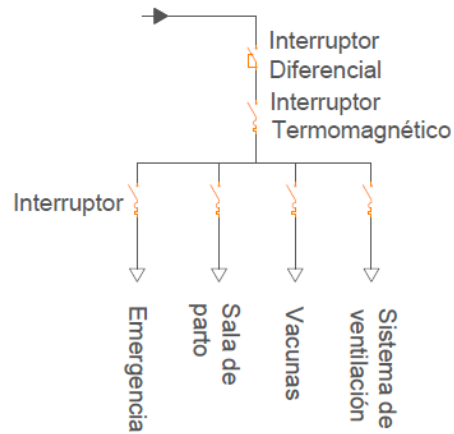 Interruptor
Diferencial
Interruptor
Termomagnético
Interruptor
Emergencia
Sala de
parto
Vacunas
Sistema de
ventilación